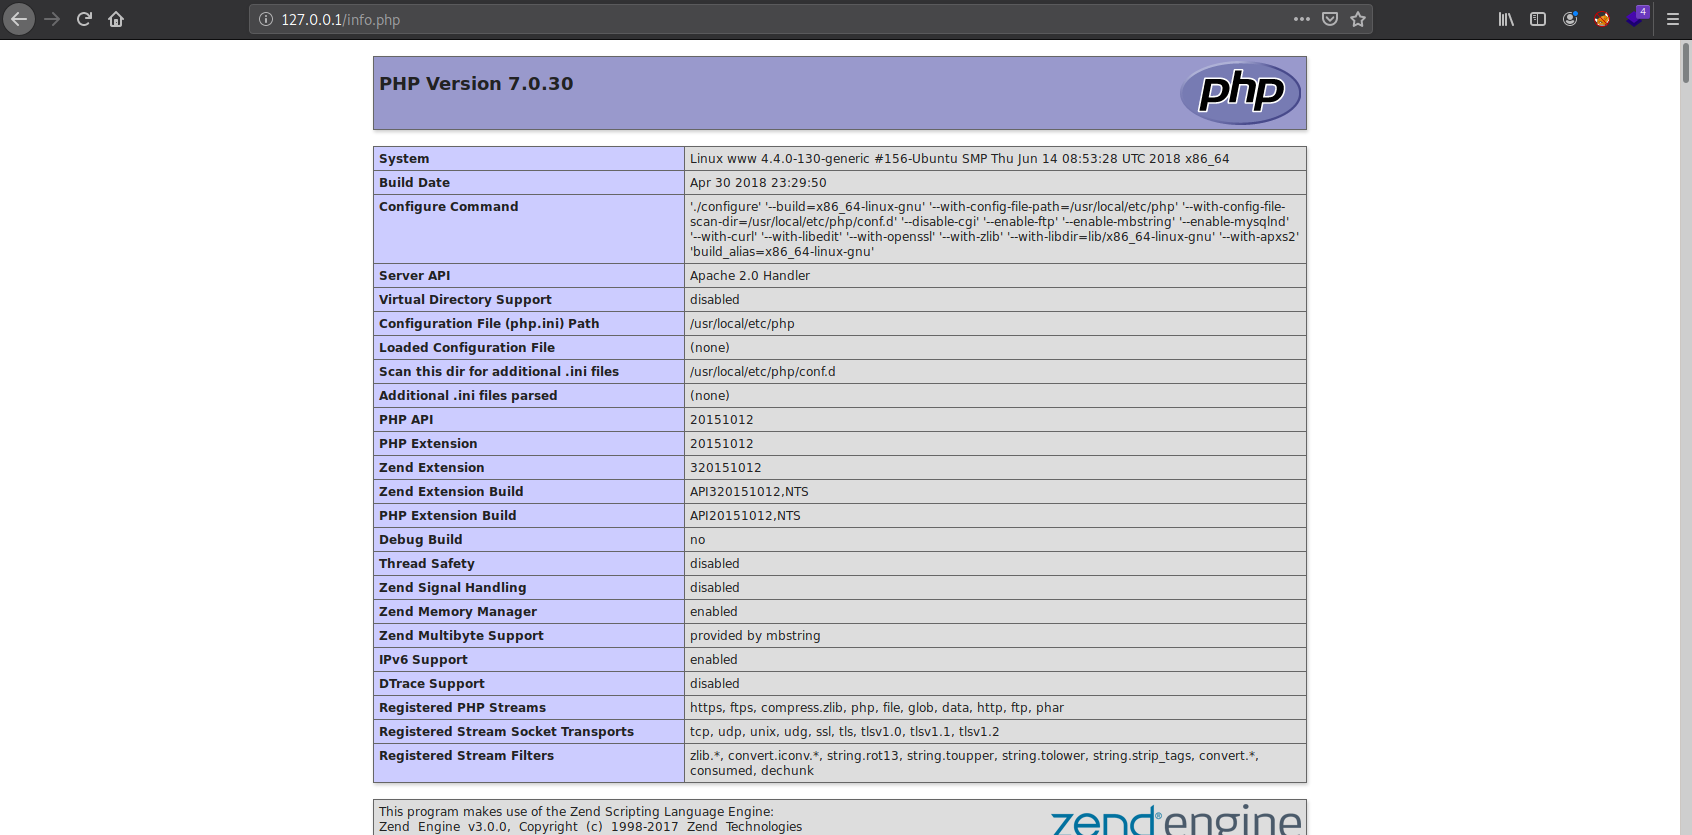 127.0.0.1/info.php
4
PHP Version 7.0.30
php
System Linux www 4.4.0-130-generic #156-Ubuntu SMP Thu Jun 14 08:53:28 UTC 2018 x86_64
Build Date Apr 30 2018 23:29:50
Configure Command './configure' '--build=x86_64-linux-gnu' '--with-config-file-path=/usr/local/etc/php' '--with-config-file-
scan-dir=/usr/local/etc/php/conf.d' '--disable-cgi' '--enable-ftp' '--enable-mbstring' '--enable-mysqlnd'
'--with-curl' '--with-libedit' '--with-openssl' '--with-zlib' '--with-libdir=lib/x86_64-linux-gnu' '--with-apxs2'
'build_alias=x86_64-linux-gnu'
Server API Apache 2.0 Handler
Virtual Directory Support disabled
Configuration File (php.ini) Path /usr/local/etc/php
Loaded Configuration File (none)
Scan this dir for additional .ini files /usr/local/etc/php/conf.d
Additional .ini files parsed (none)
PHP API 20151012
PHP Extension 20151012
Zend Extension 320151012
Zend Extension Build API320151012,NTS
PHP Extension Build API20151012,NTS
Debug Build no
Thread Safety disabled
Zend Signal Handling disabled
Zend Memory Manager enabled
Zend Multibyte Support provided by mbstring
IPv6 Support enabled
DTrace Support disabled
Registered PHP Streams https, ftps, compress.zlib, php, file, glob, data, http, ftp, phar
Registered Stream Socket Transports tcp, udp, unix, udg, ssl, tls, tlsv1.0, tlsv1.1, tlsv1.2
Registered Stream Filters zlib.*, convert.iconv.*, string.rot13, string.toupper, string.tolower, string.strip_tags, convert.*,
consumed, dechunk
This program makes use of the Zend Scripting Language Engine:
Zend Engine v3.0.0, Copyright (c) 1998-2017 Zend Technologies
zend®engine